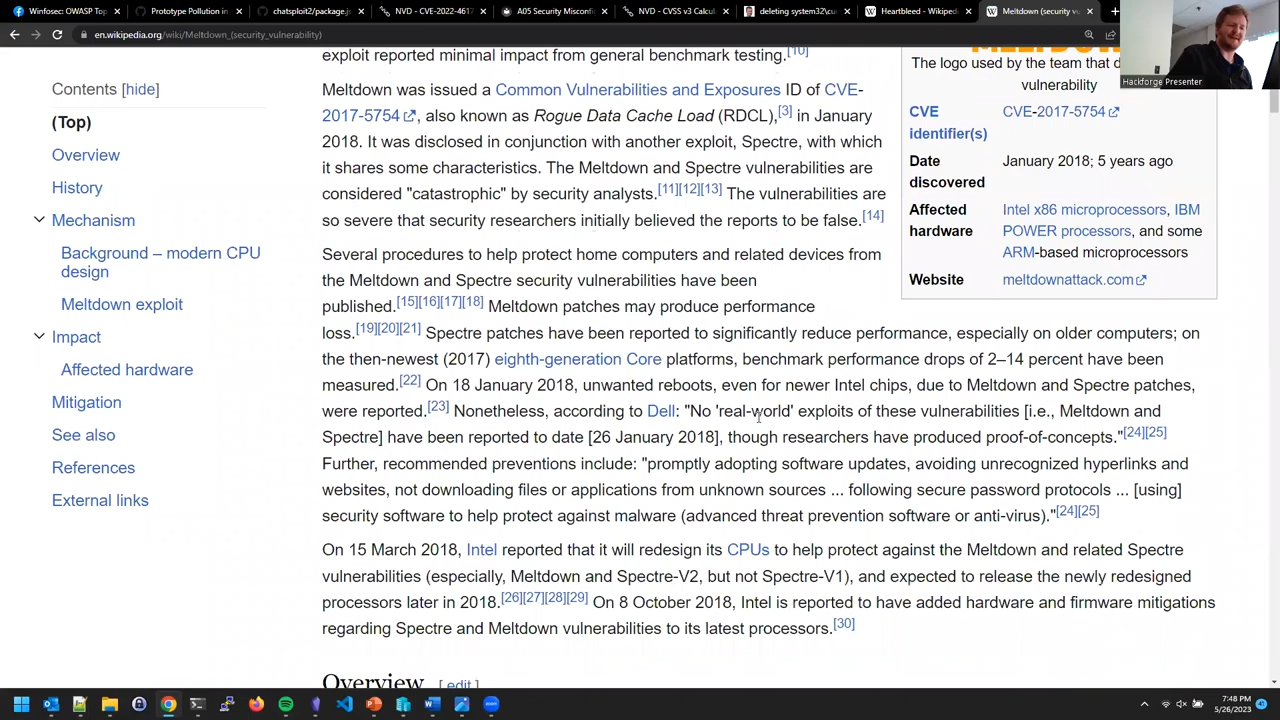 Winfosec: OWASP Top
Prototype Pollution in
chatsploit2/package.js
NVD - CVE-2022-4617
A05 Security Misconfi
NVD - CVSS v3 Calcul
deleting system32\curr
Heartbleed - Wikipedi
Meltdown (security vu
en.wikipedia.org/wiki/Meltdown_(security_vulnerability)
Hackforge Presenter
Contents [hide]
(Top)
Overview
History
Mechanism
Background – modern CPU
design
Meltdown exploit
Impact
Affected hardware
Mitigation
See also
References
External links
exploit reported minimal impact from general benchmark testing.[10]
Meltdown was issued a Common Vulnerabilities and Exposures ID of CVE-
2017-5754, also known as Rogue Data Cache Load (RDCL),[3] in January
2018. It was disclosed in conjunction with another exploit, Spectre, with which
it shares some characteristics. The Meltdown and Spectre vulnerabilities are
considered "catastrophic" by security analysts.[11][12][13] The vulnerabilities are
so severe that security researchers initially believed the reports to be false.[14]
Several procedures to help protect home computers and related devices from
the Meltdown and Spectre security vulnerabilities have been
published.[15][16][17][18] Meltdown patches may produce performance
loss.[19][20][21] Spectre patches have been reported to significantly reduce performance, especially on older computers; on
the then-newest (2017) eighth-generation Core platforms, benchmark performance drops of 2–14 percent have been
measured.[22] On 18 January 2018, unwanted reboots, even for newer Intel chips, due to Meltdown and Spectre patches,
were reported.[23] Nonetheless, according to Dell: "No 'real-world' exploits of these vulnerabilities [i.e., Meltdown and
Spectre] have been reported to date [26 January 2018], though researchers have produced proof-of-concepts."[24][25]
Further, recommended preventions include: "promptly adopting software updates, avoiding unrecognized hyperlinks and
websites, not downloading files or applications from unknown sources ... following secure password protocols ... [using]
security software to help protect against malware (advanced threat prevention software or anti-virus)."[24][25]
On 15 March 2018, Intel reported that it will redesign its CPUs to help protect against the Meltdown and related Spectre
vulnerabilities (especially, Meltdown and Spectre-V2, but not Spectre-V1), and expected to release the newly redesigned
processors later in 2018.[26][27][28][29] On 8 October 2018, Intel is reported to have added hardware and firmware mitigations
regarding Spectre and Meltdown vulnerabilities to its latest processors.[30]
Overview [ edit ]
The logo used by the team that d
vulnerability
CVE
identifier(s)
CVE-2017-5754
Date
discovered
January 2018; 5 years ago
Affected
hardware
Intel x86 microprocessors, IBM
POWER processors, and some
ARM-based microprocessors
Website
meltdownattack.com
7:48 PM
5/26/2023